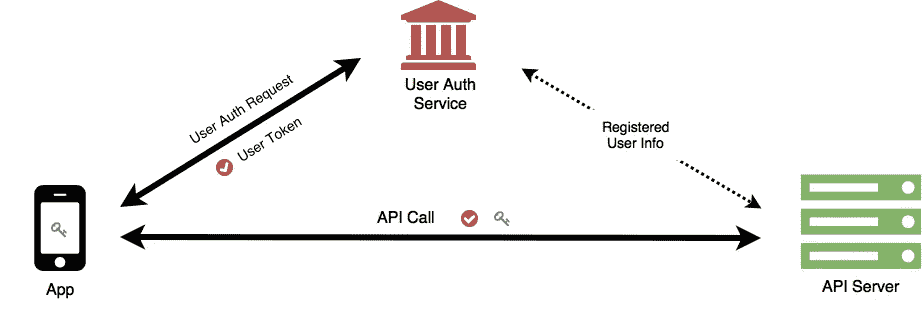 User Auth
Service
User Auth Request
User Token
Registered
User Info
API Call
App
API Server